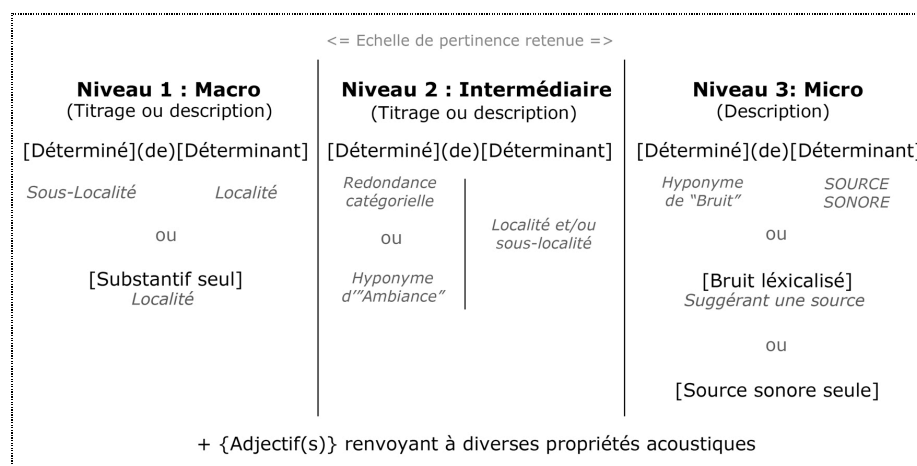 <= Echelle de pertinence retenue =>
Niveau 1 : Macro
(Titrage ou description)
[Déterminé](de)[Déterminant]
Sous-Localité Localité
ou
[Substantif seul]
Localité
Niveau 2 : Intermédiaire
(Titrage ou description)
[Déterminé](de)[Déterminant]
Redondance
catégorielle
ou
Hyponyme
d'"Ambiance"
Localité et/ou
sous-localité
Niveau 3: Micro
(Description)
[Déterminé](de)[Déterminant]
Hyponyme
de "Bruit"
SOURCE
SONORE
ou
[Bruit léxicalisé]
Suggérant une source
ou
[Source sonore seule]
+ {Adjectif(s)} renvoyant à diverses propriétés acoustiques